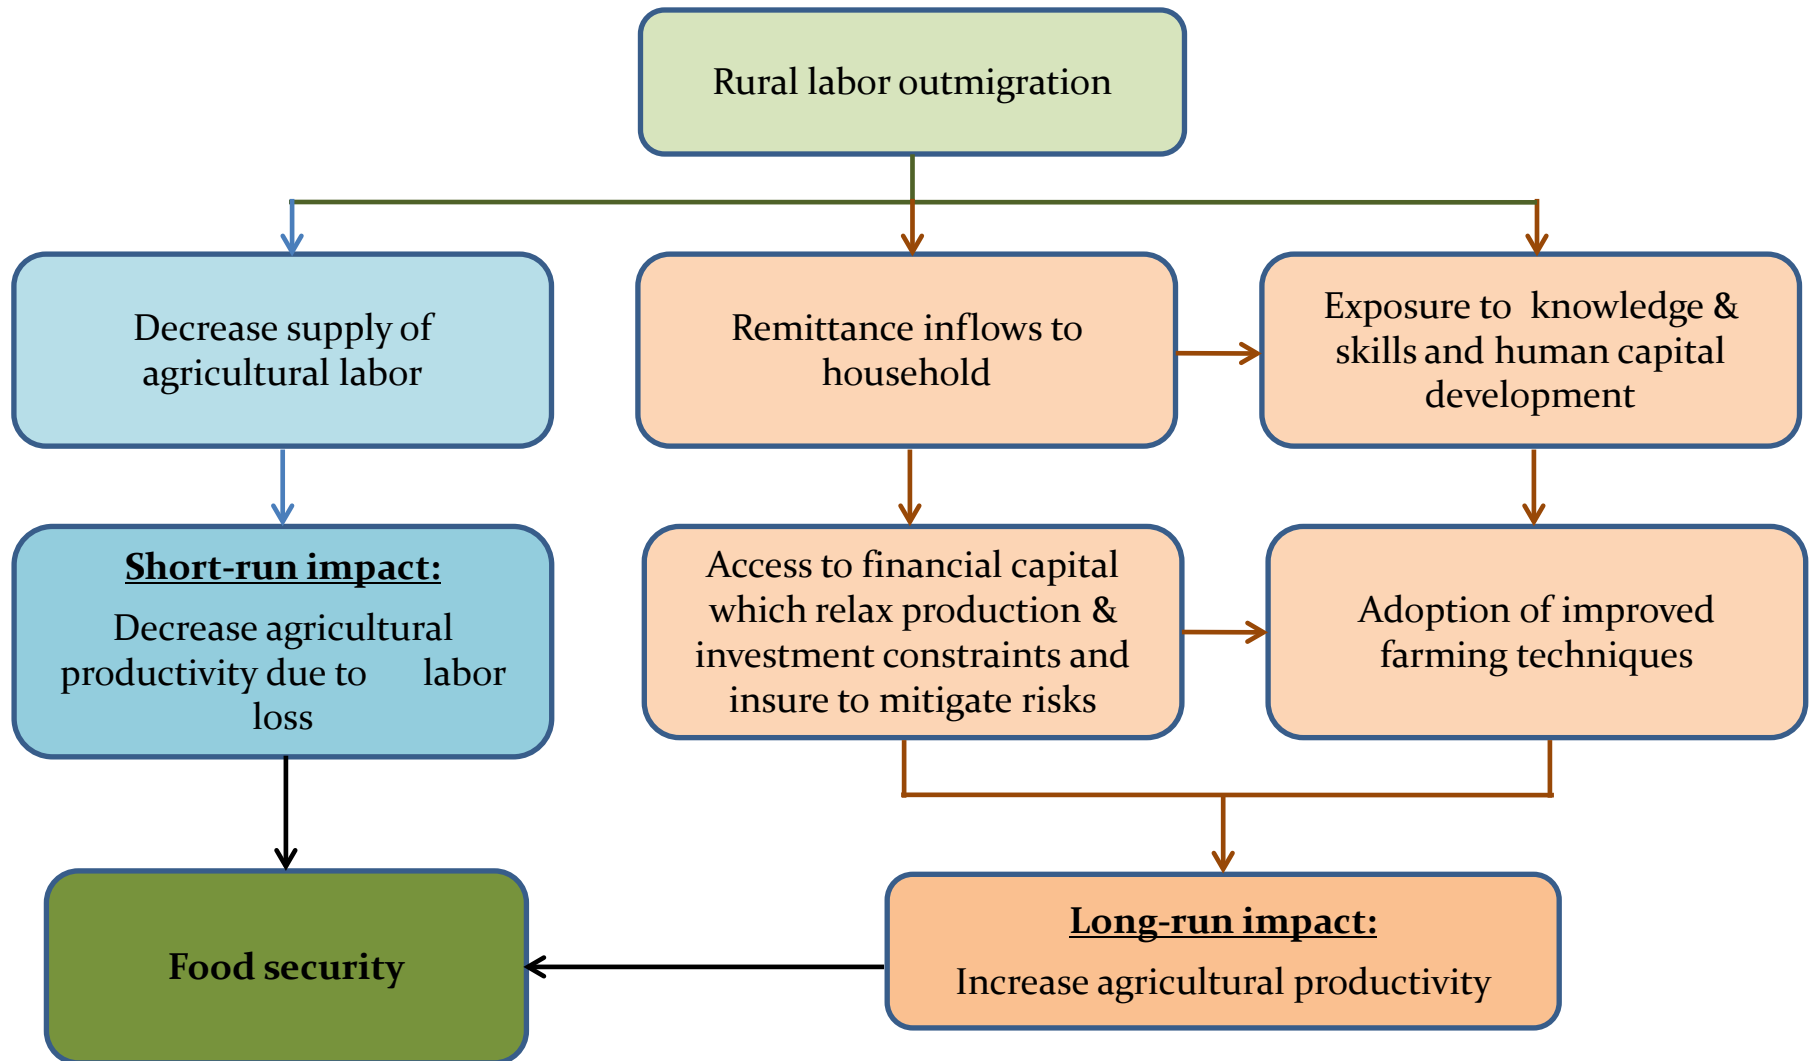 Rural labor outmigration
Decrease supply of
agricultural labor
Remittance inflows to
household
Exposure to knowledge &
skills and human capital
development
Short-run impact:
Decrease agricultural
productivity due to labor
loss
Access to financial capital
which relax production &
investment constraints and
insure to mitigate risks
Adoption of improved
farming techniques
Food security
Long-run impact:
Increase agricultural productivity